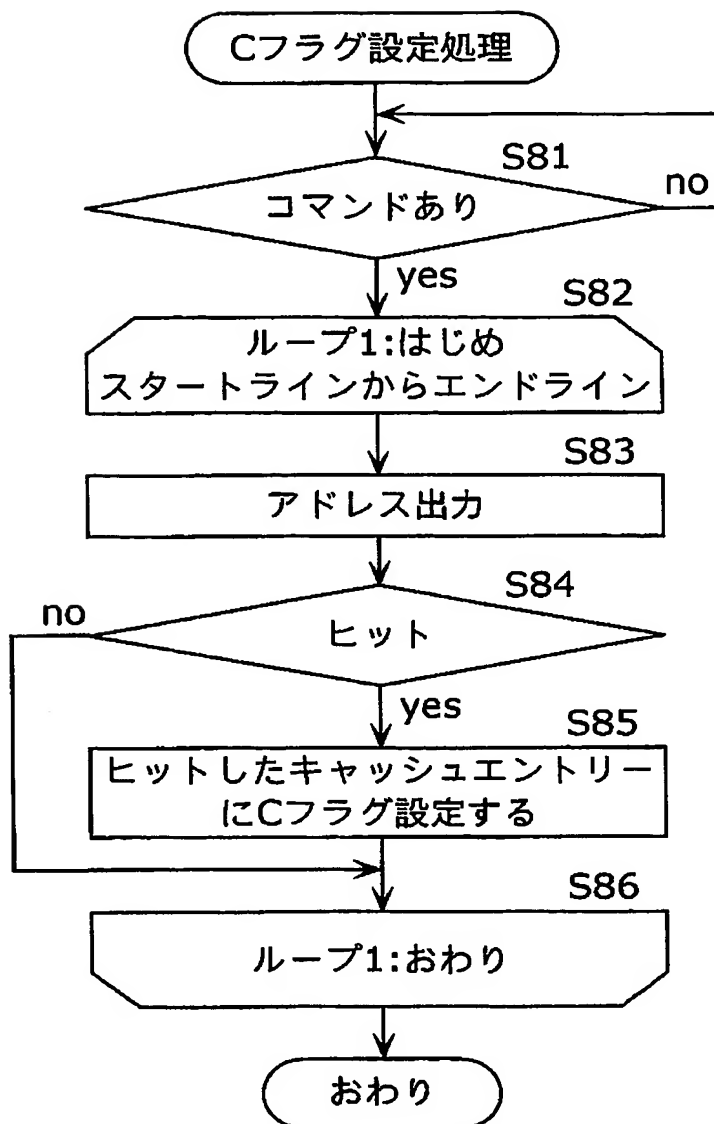 Cフラグ設定処理
S81
コマンドあり
no
yes
S82
ループ1:はじめ
スタートラインからエンドライン
S83
アドレス出力
S84
no
ヒット
yes
S85
ヒットしたキャッシュエントリー
にCフラグ設定する
S86
ループ1:おわり
おわり